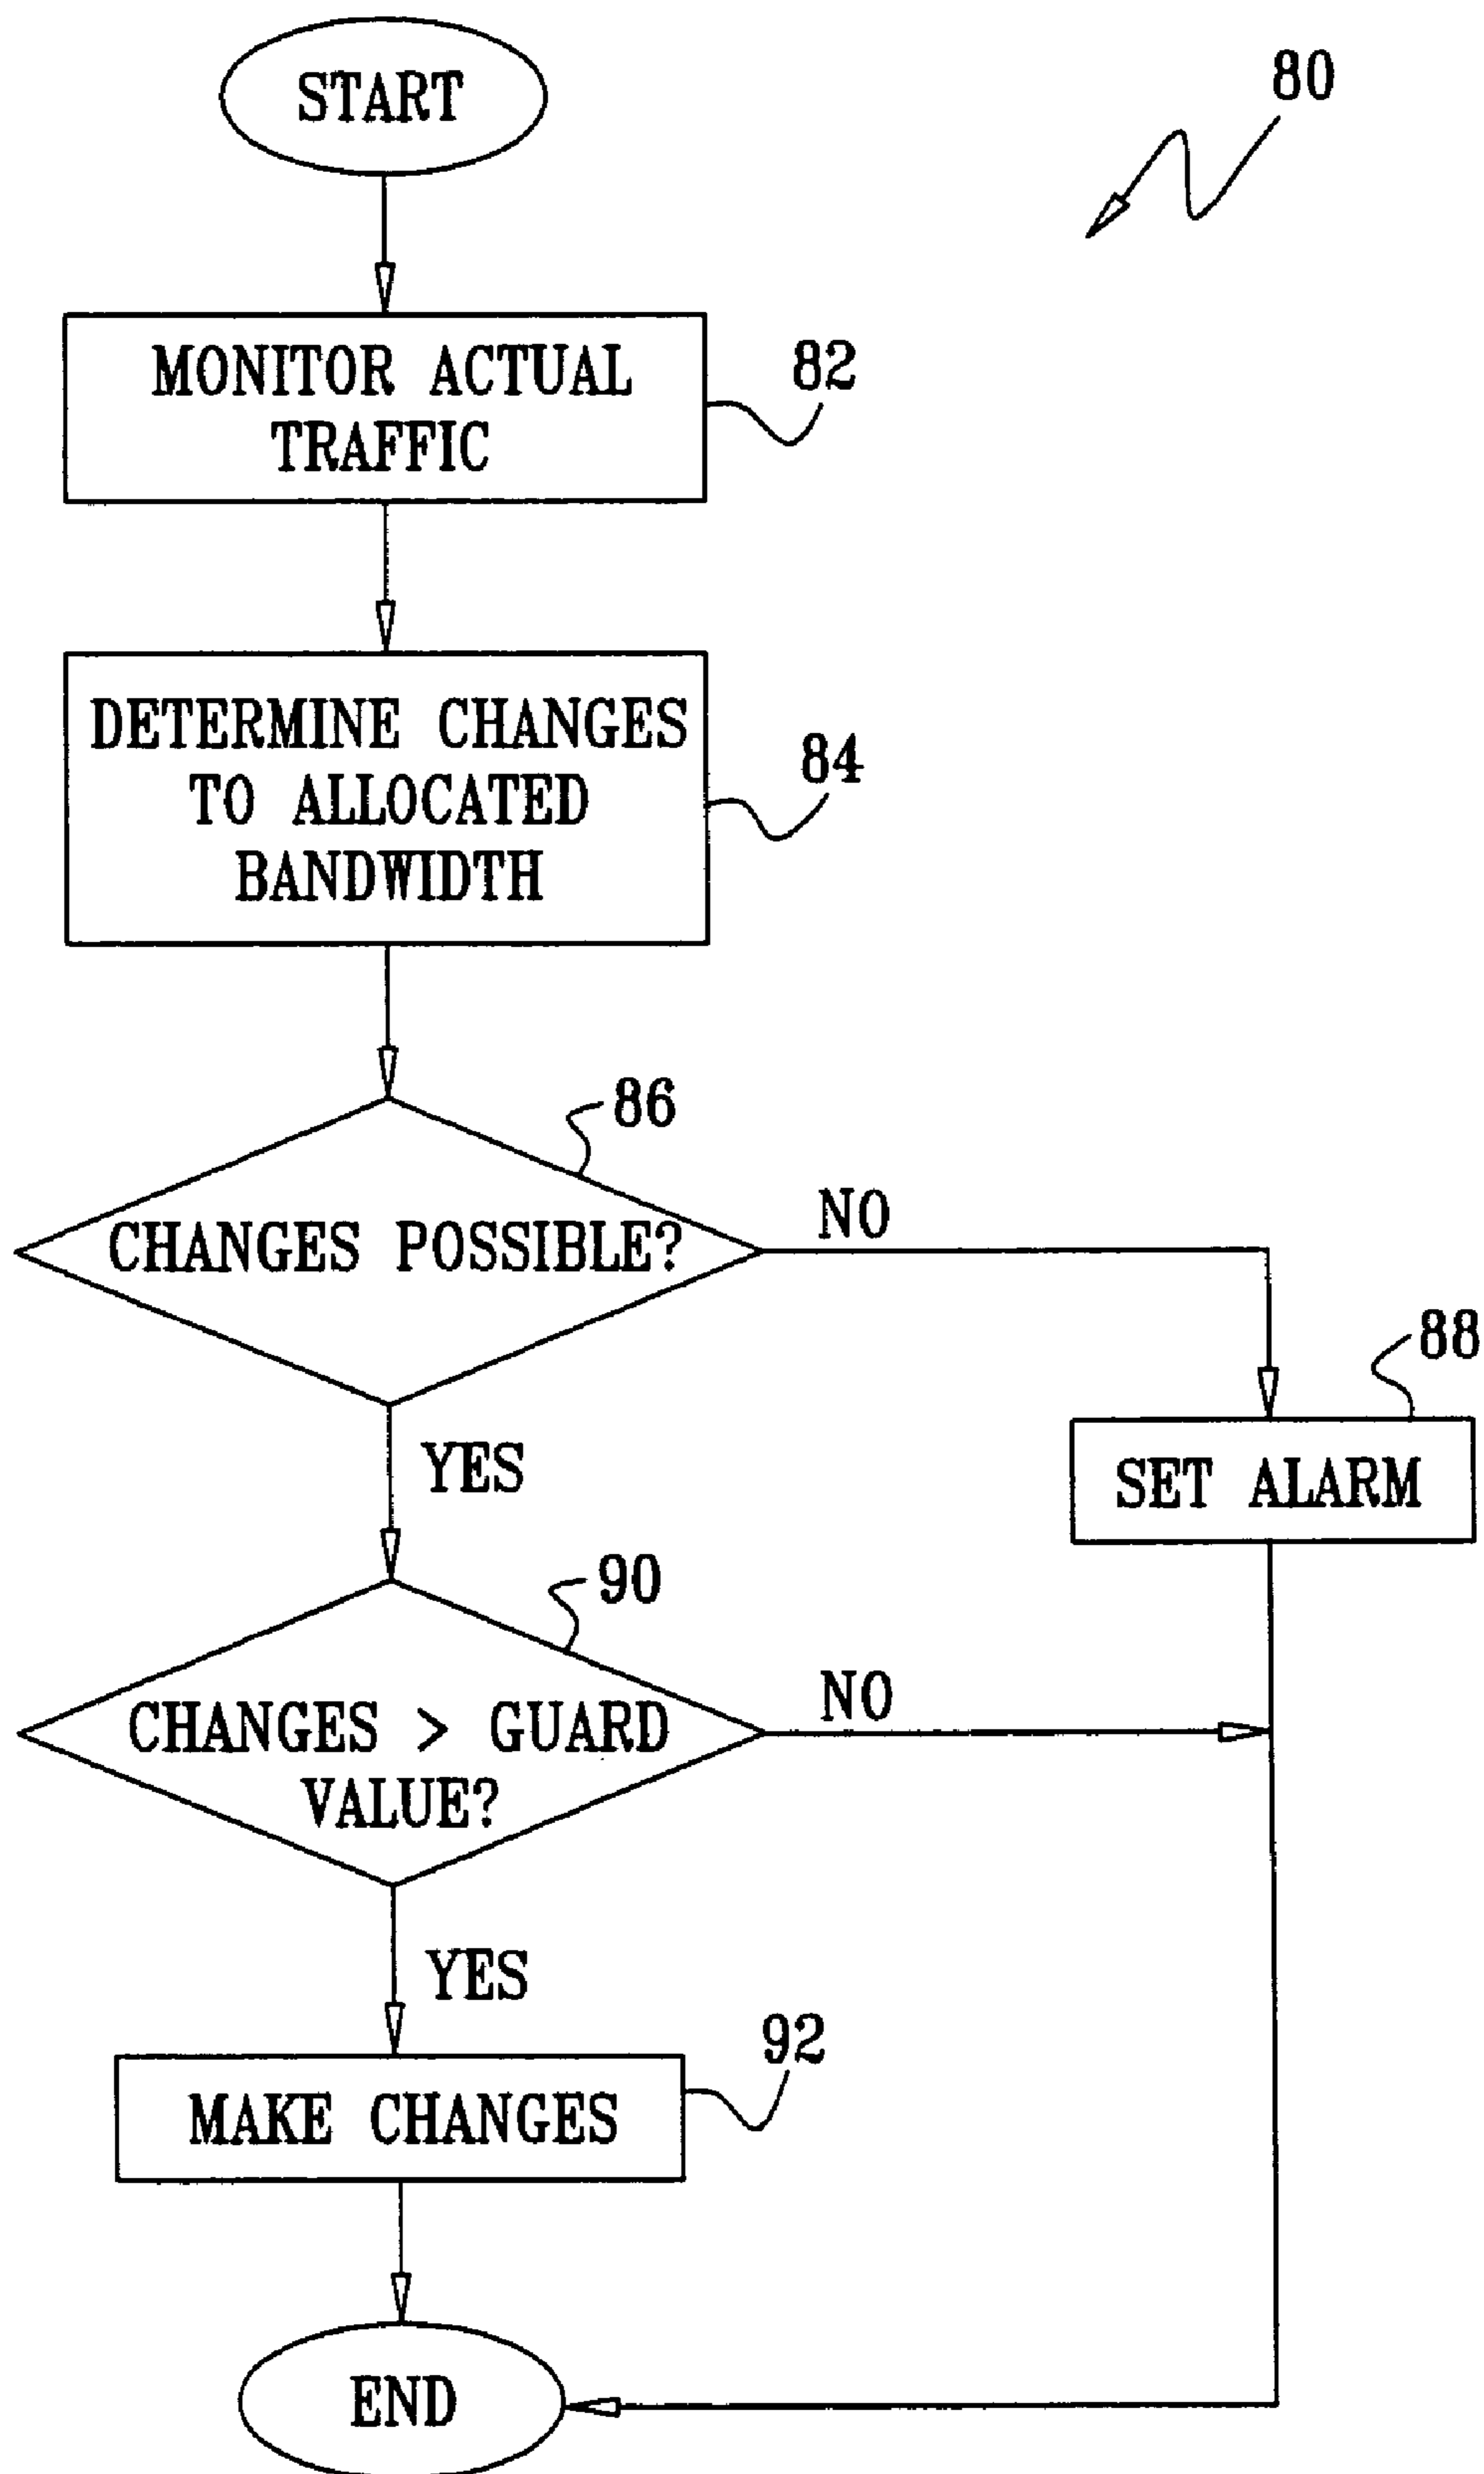 START
80
MONITOR ACTUAL
TRAFFIC
82
DETERMINE CHANGES
TO ALLOCATED
BANDWIDTH
84
86
CHANGES POSSIBLE?
NO
88
YES
SET ALARM
90
CHANGES > GUARD
VALUE?
NO
YES
92
MAKE CHANGES
END